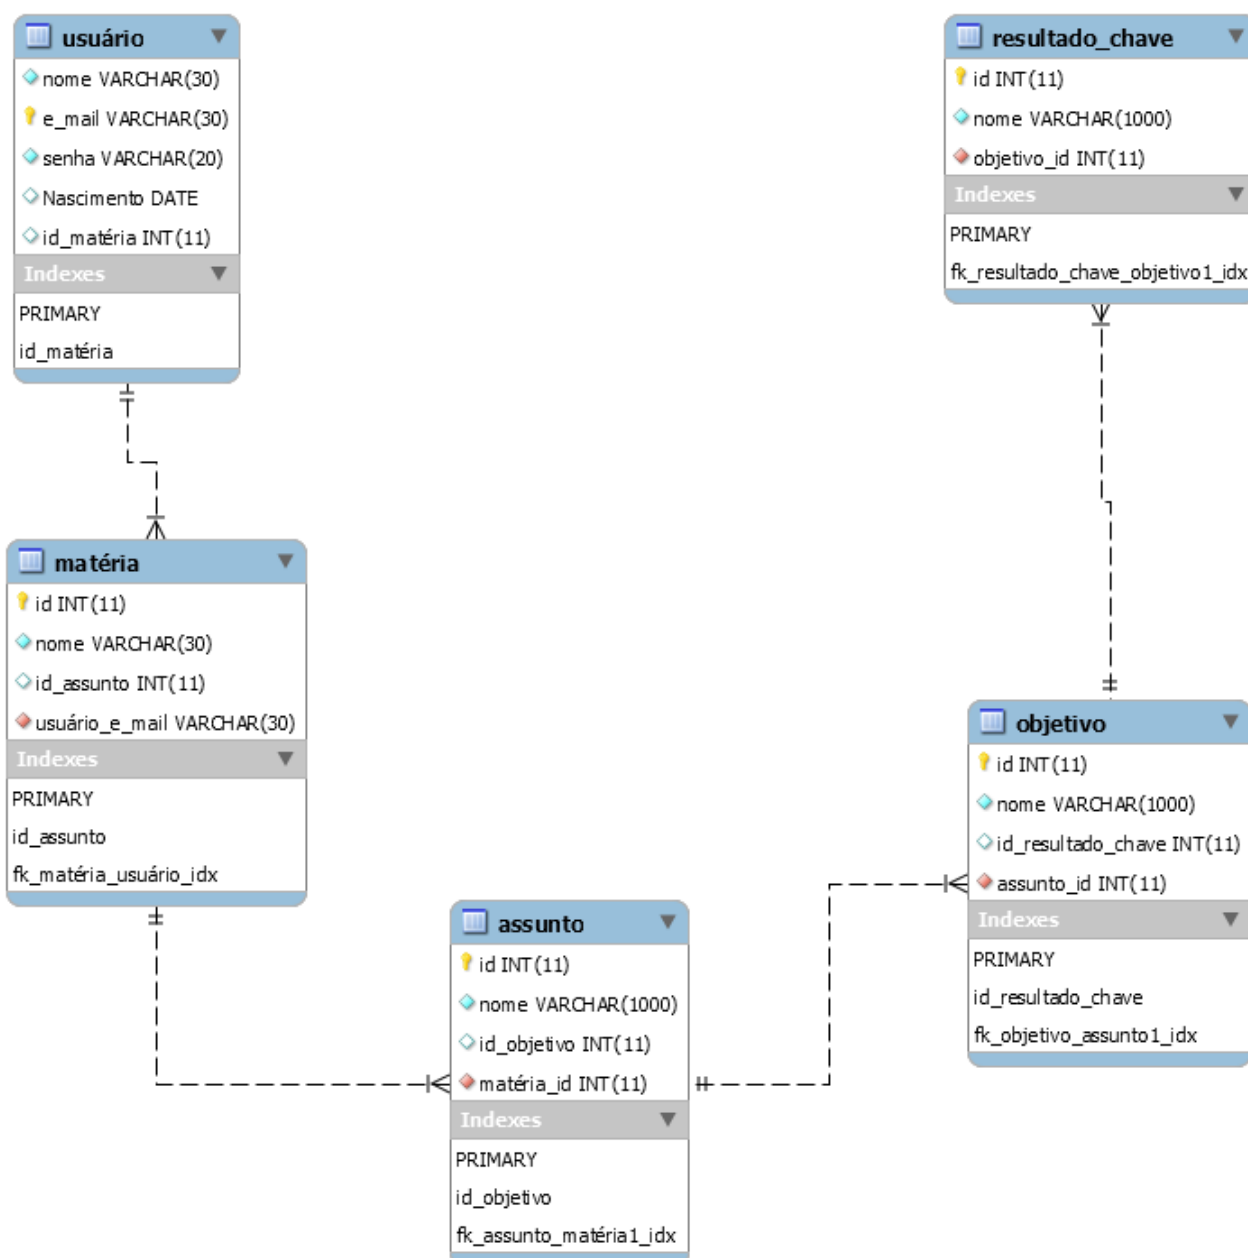 usuário
nome VARCHAR(30)
e_mail VARCHAR(30)
senha VARCHAR(20)
Nascimento DATE
id_matéria INT(11)
Indexes
PRIMARY
id_matéria
resultado_chave
id INT(11)
nome VARCHAR(1000)
objetivo_id INT(11)
Indexes
PRIMARY
fk_resultado_chave_objetivo1_idx
matéria
id INT(11)
nome VARCHAR(30)
id_assunto INT(11)
usuário_e_mail VARCHAR(30)
Indexes
PRIMARY
id_assunto
fk_matéria_usuário_idx
assunto
id INT(11)
nome VARCHAR(1000)
id_objetivo INT(11)
matéria_id INT(11)
Indexes
PRIMARY
id_objetivo
fk_assunto_matéria1_idx
objetivo
id INT(11)
nome VARCHAR(1000)
id_resultado_chave INT(11)
assunto_id INT(11)
Indexes
PRIMARY
id_resultado_chave
fk_objetivo_assunto1_idx